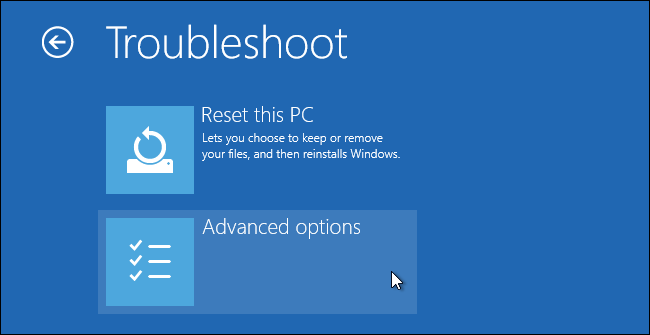 Troubleshoot
Reset this PC
Lets you choose to keep or remove
your files, and then reinstalls Windows.
Advanced options